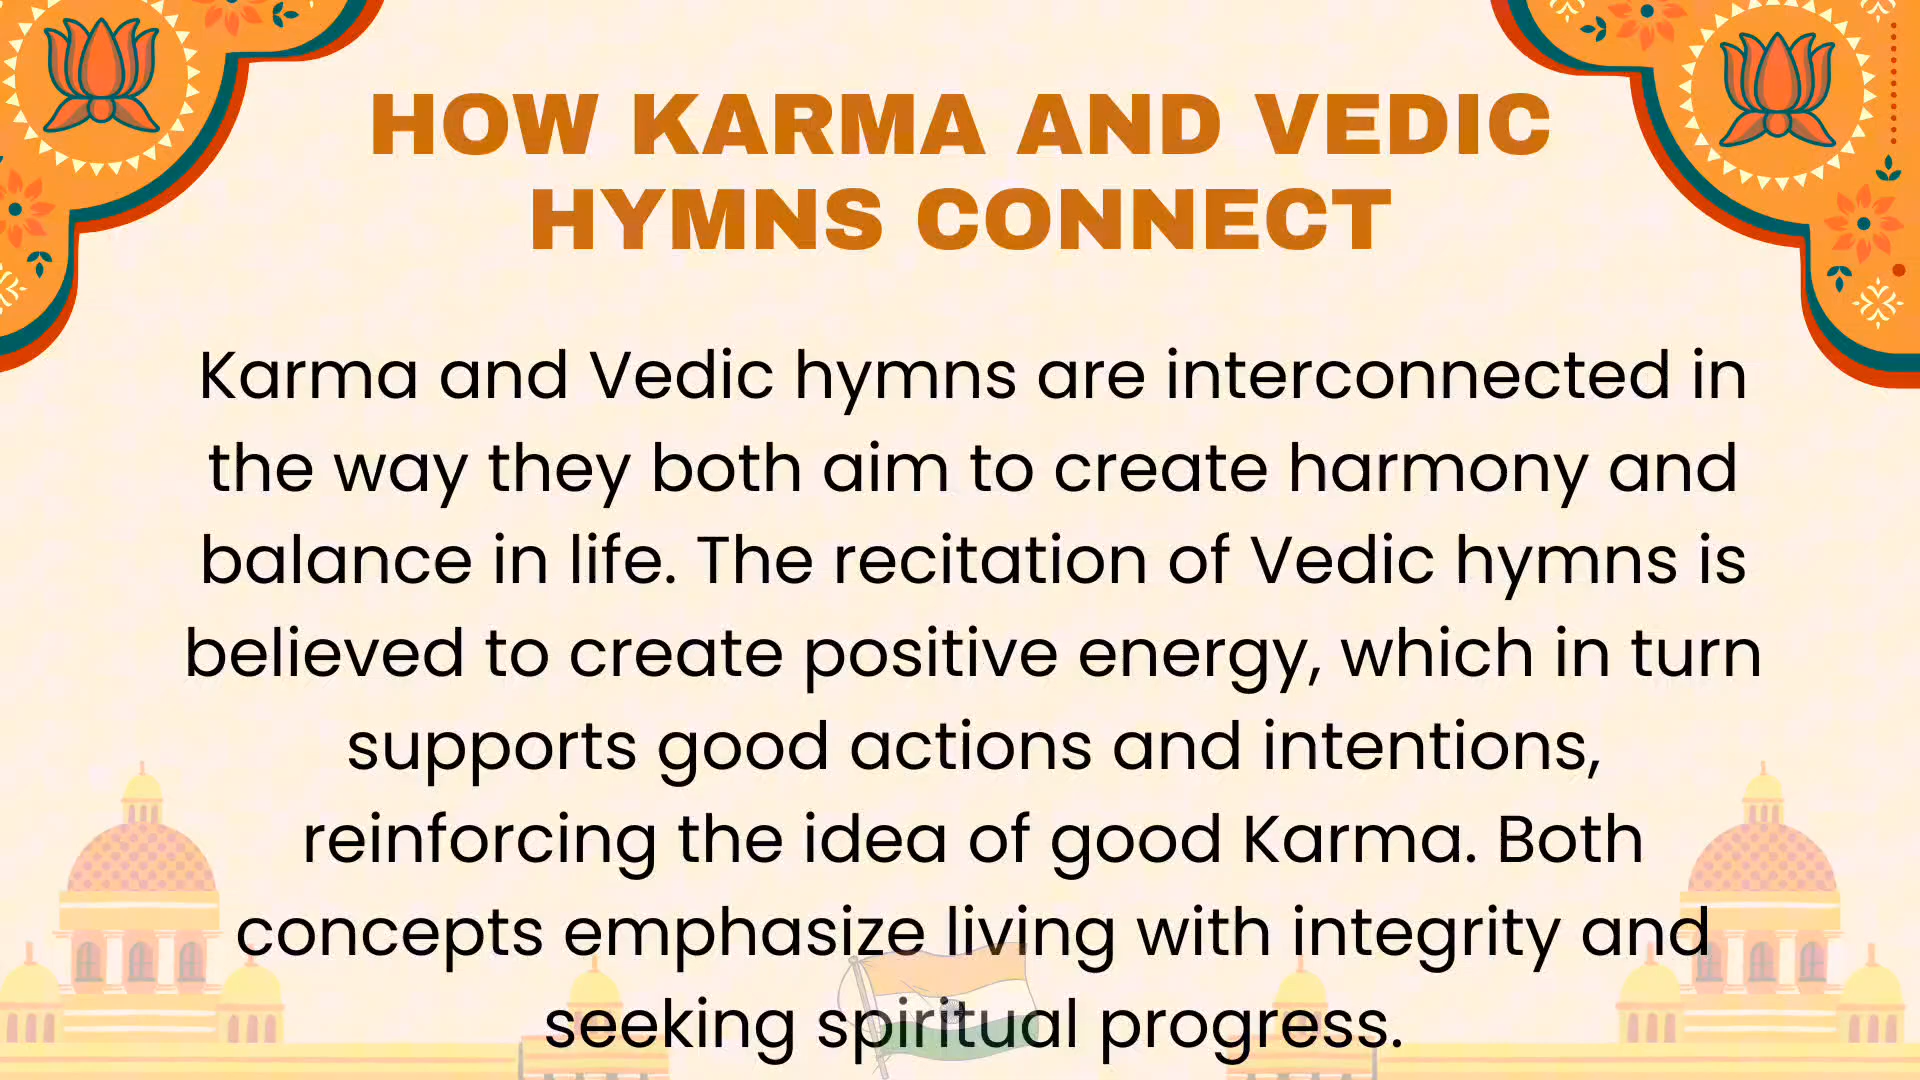 HOW KARMA AND VEDIC
HYMNS CONNECT
Karma and Vedic hymns are interconnected in
the way they both aim to create harmony and
balance in life. The recitation of Vedic hymns is
believed to create positive energy, which in turn
supports good actions and intentions,
reinforcing the idea of good Karma. Both
concepts emphasize living with integrity and
seeking spiritual progress.